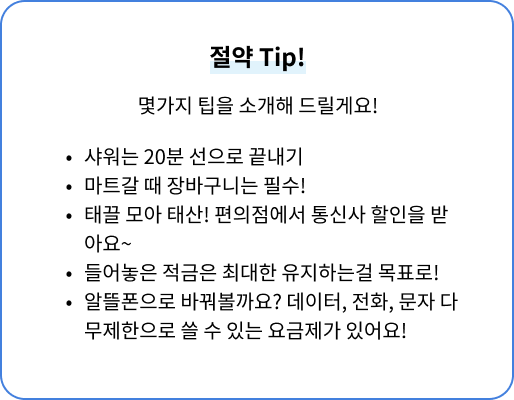 절약 Tip!
몇가지 팁을 소개해 드릴게요!
• 샤워는 20분 선으로 끝내기
• 마트갈 때 장바구니는 필수!
• 태끌 모아 태산! 편의점에서 통신사 할인을 받
아요~
• 들어놓은 적금은 최대한 유지하는걸 목표로!
• 알뜰폰으로 바꿔볼까요? 데이터, 전화, 문자 다
무제한으로 쓸 수 있는 요금제가 있어요!